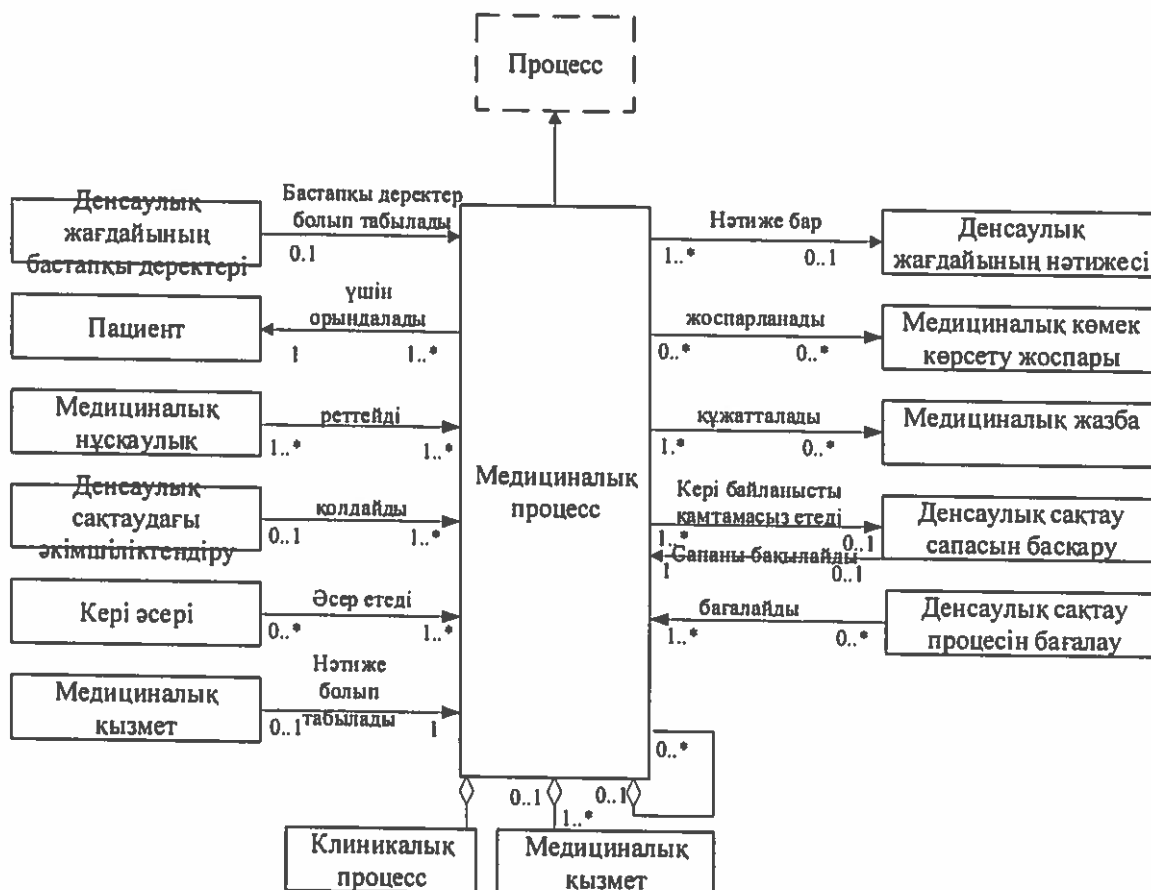 Процесс
Денсаулық
жағдайының
бастапқы деректері
Бастапқы деректер
болып табылады
0.1
Пациент
үшін
орындалады
1
1..*
Медициналық
нұсқаулық
реттейді
1..*
1..*
Денсаулық
сақтаудағы
әкімшіліктендіру
қолдайды
0..1
1..*
Кері әсері
Әсер етеді
0..*
1..*
Медициналық
қызмет
Нәтиже
болып
табылады
0..1
1
Медициналық
процесс
Нәтиже бар
1..*
0..1
Денсаулық
жағдайының нәтижесі
жоспарланады
0..*
0..*
Медициналық көмек
көрсету жоспары
құжатталады
1.*
0..*
Медициналық жазба
Кері байланысты
қамтамасыз етеді
1..*
0..1
Сапаны бақылайды
1
0..1
Денсаулық сақтау
сапасын басқару
бағалайды
1..*
0..*
Денсаулық сақтау
процесін бағалау
0..*
0..1
0..1
1..*
Клиникалық
процесс
Медициналық
қызмет